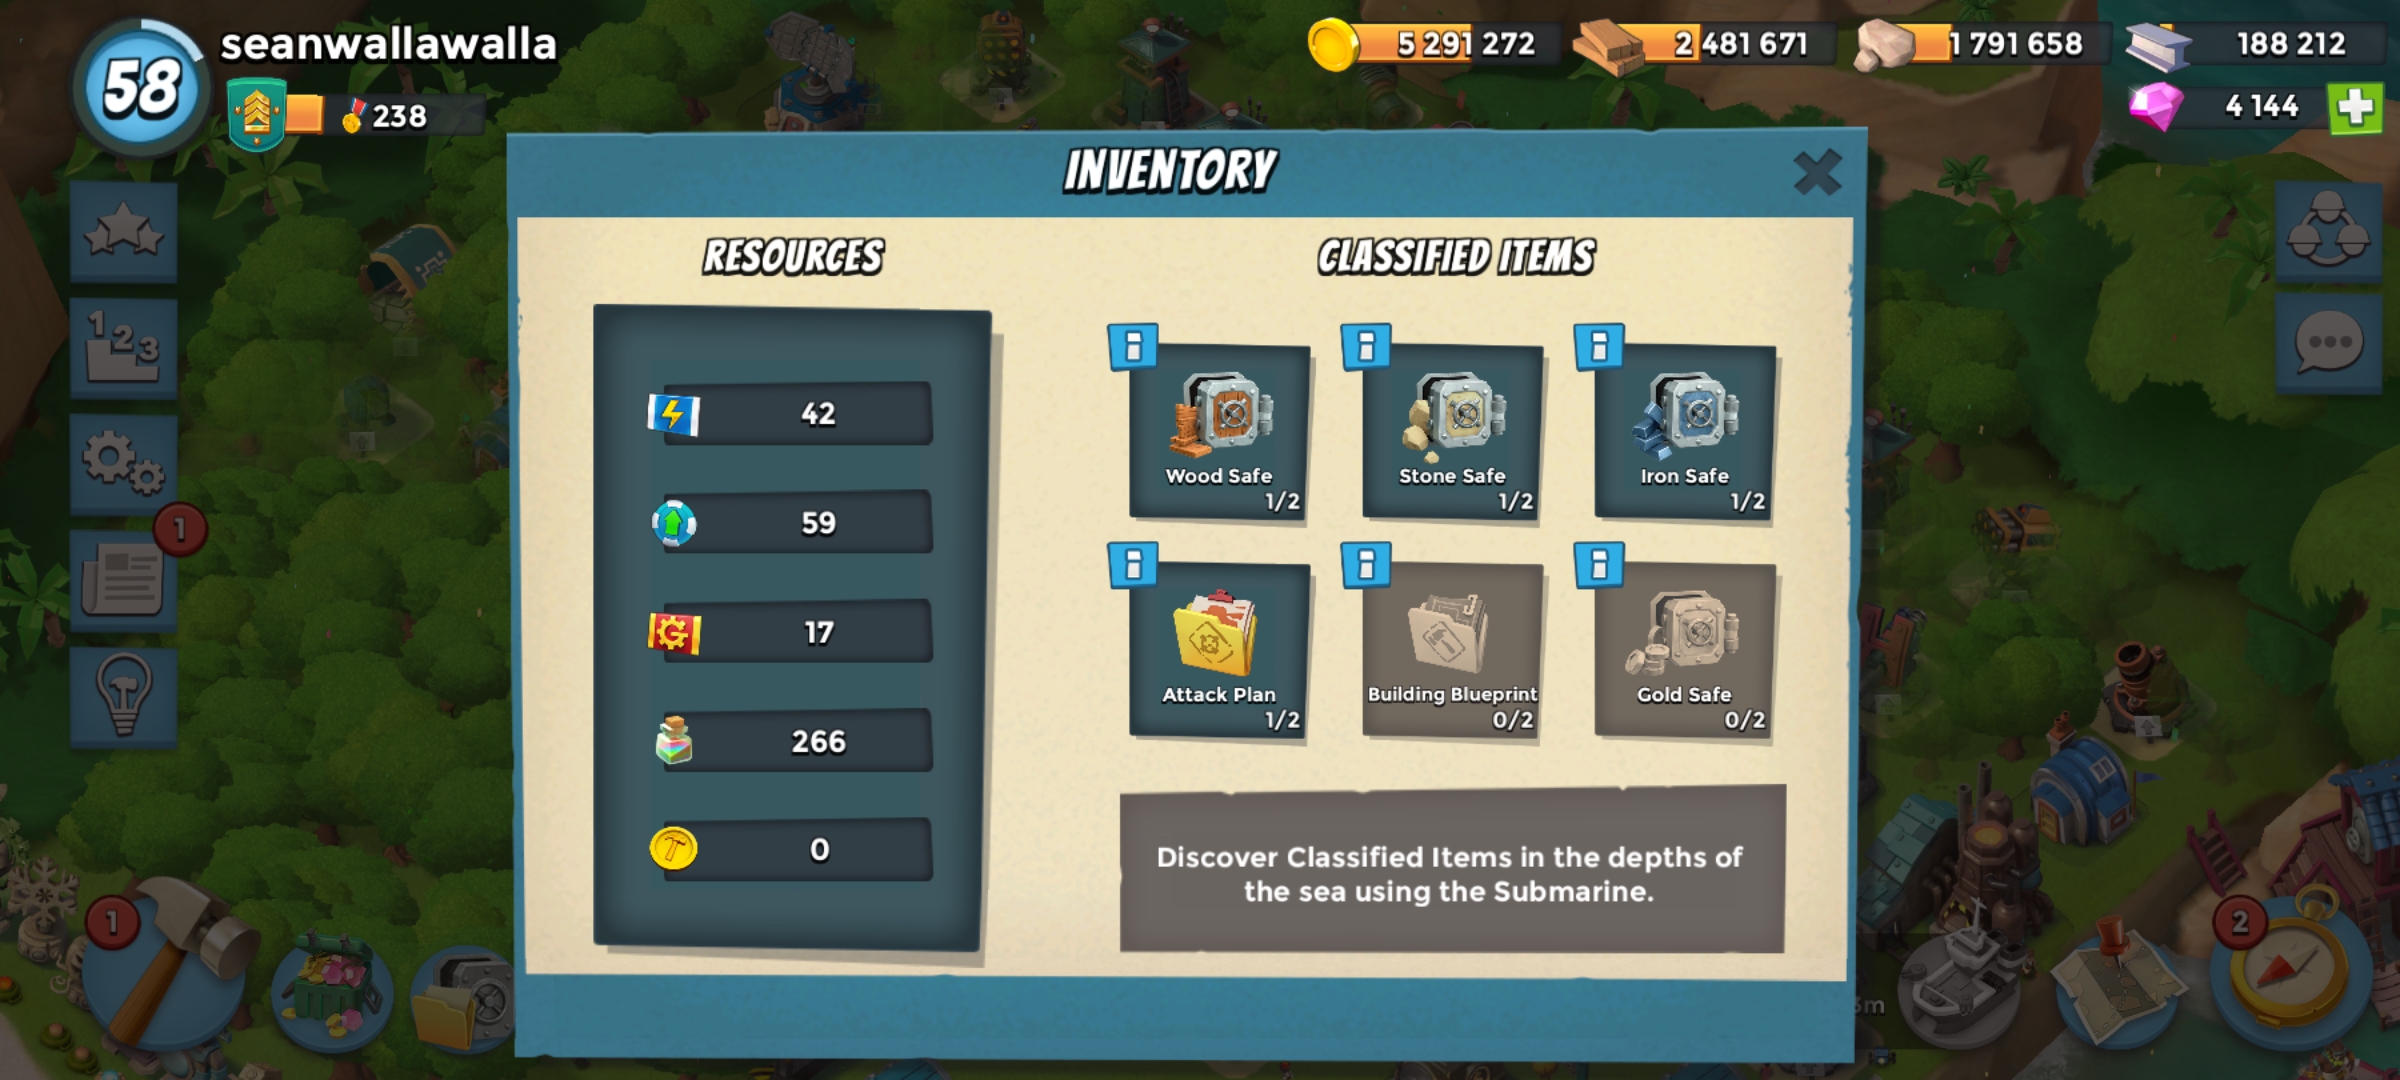 58
seanwallawalla
238
5 291 272
2 481 671
1 791 658
188 212
4 144
INVENTORY
RESOURCES
CLASSIFIED ITEMS
42
59
G
17
266
0
Wood Safe
1/2
Stone Safe
1/2
Iron Safe
1/2
Attack Plan
1/2
Building Blueprint
0/2
Gold Safe
0/2
Discover Classified Items in the depths of
the sea using the Submarine.
1 2 3
1
1
2